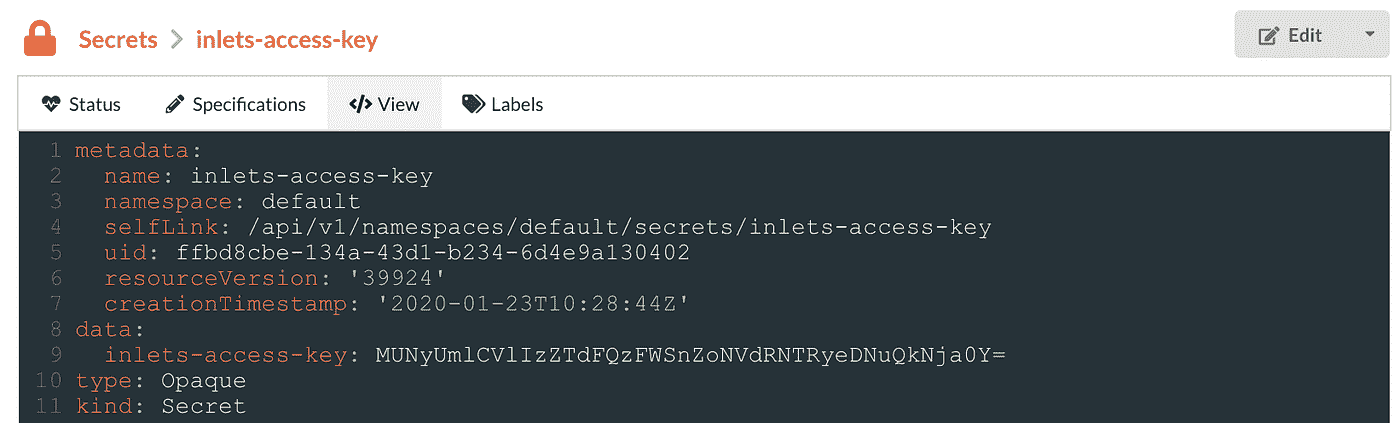 Secrets > inlets-access-key
Edit
Status Specifications </> View Labels
1 metadata:
2 name: inlets-access-key
3 namespace: default
4 selfLink: /api/v1/namespaces/default/secrets/inlets-access-key
5 uid: ffbd8cbe-134a-43d1-b234-6d4e9a130402
6 resourceVersion: '39924'
7 creationTimestamp: '2020-01-23T10:28:44Z'
8 data:
9 inlets-access-key: MUNyUmlCVlIzZTdFQzFWSnZoNVdRNTRyeDNuQkNja0Y=
10 type: Opaque
11 kind: Secret